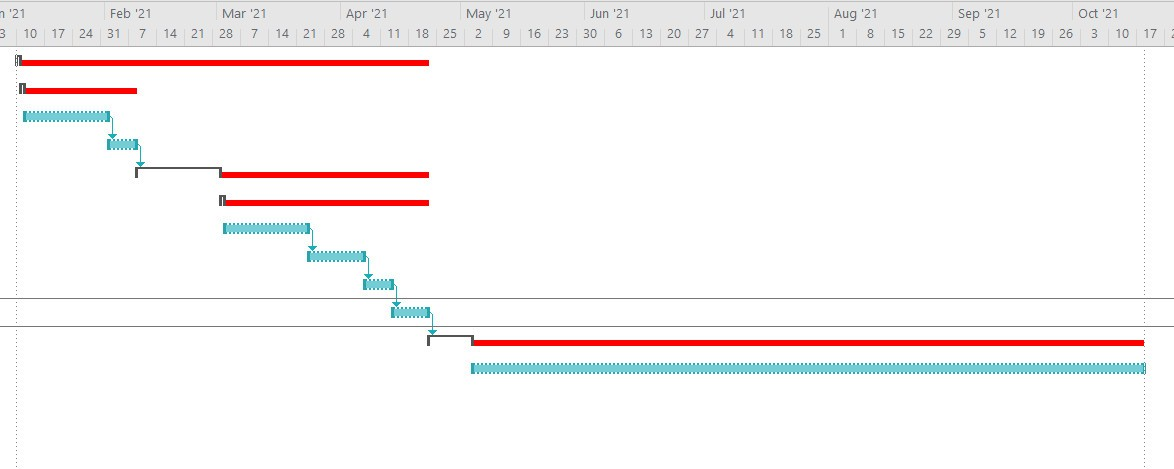 n '21 Feb '21 Mar '21 Apr '21 May '21 Jun '21 Jul '21 Aug '21 Sep '21 Oct '21
3 10 17 24 31 7 14 21 28 7 14 21 28 4 11 18 25 2 9 16 23 30 6 13 20 27 4 11 18 25 1 8 15 22 29 5 12 19 26 3 10 17 2